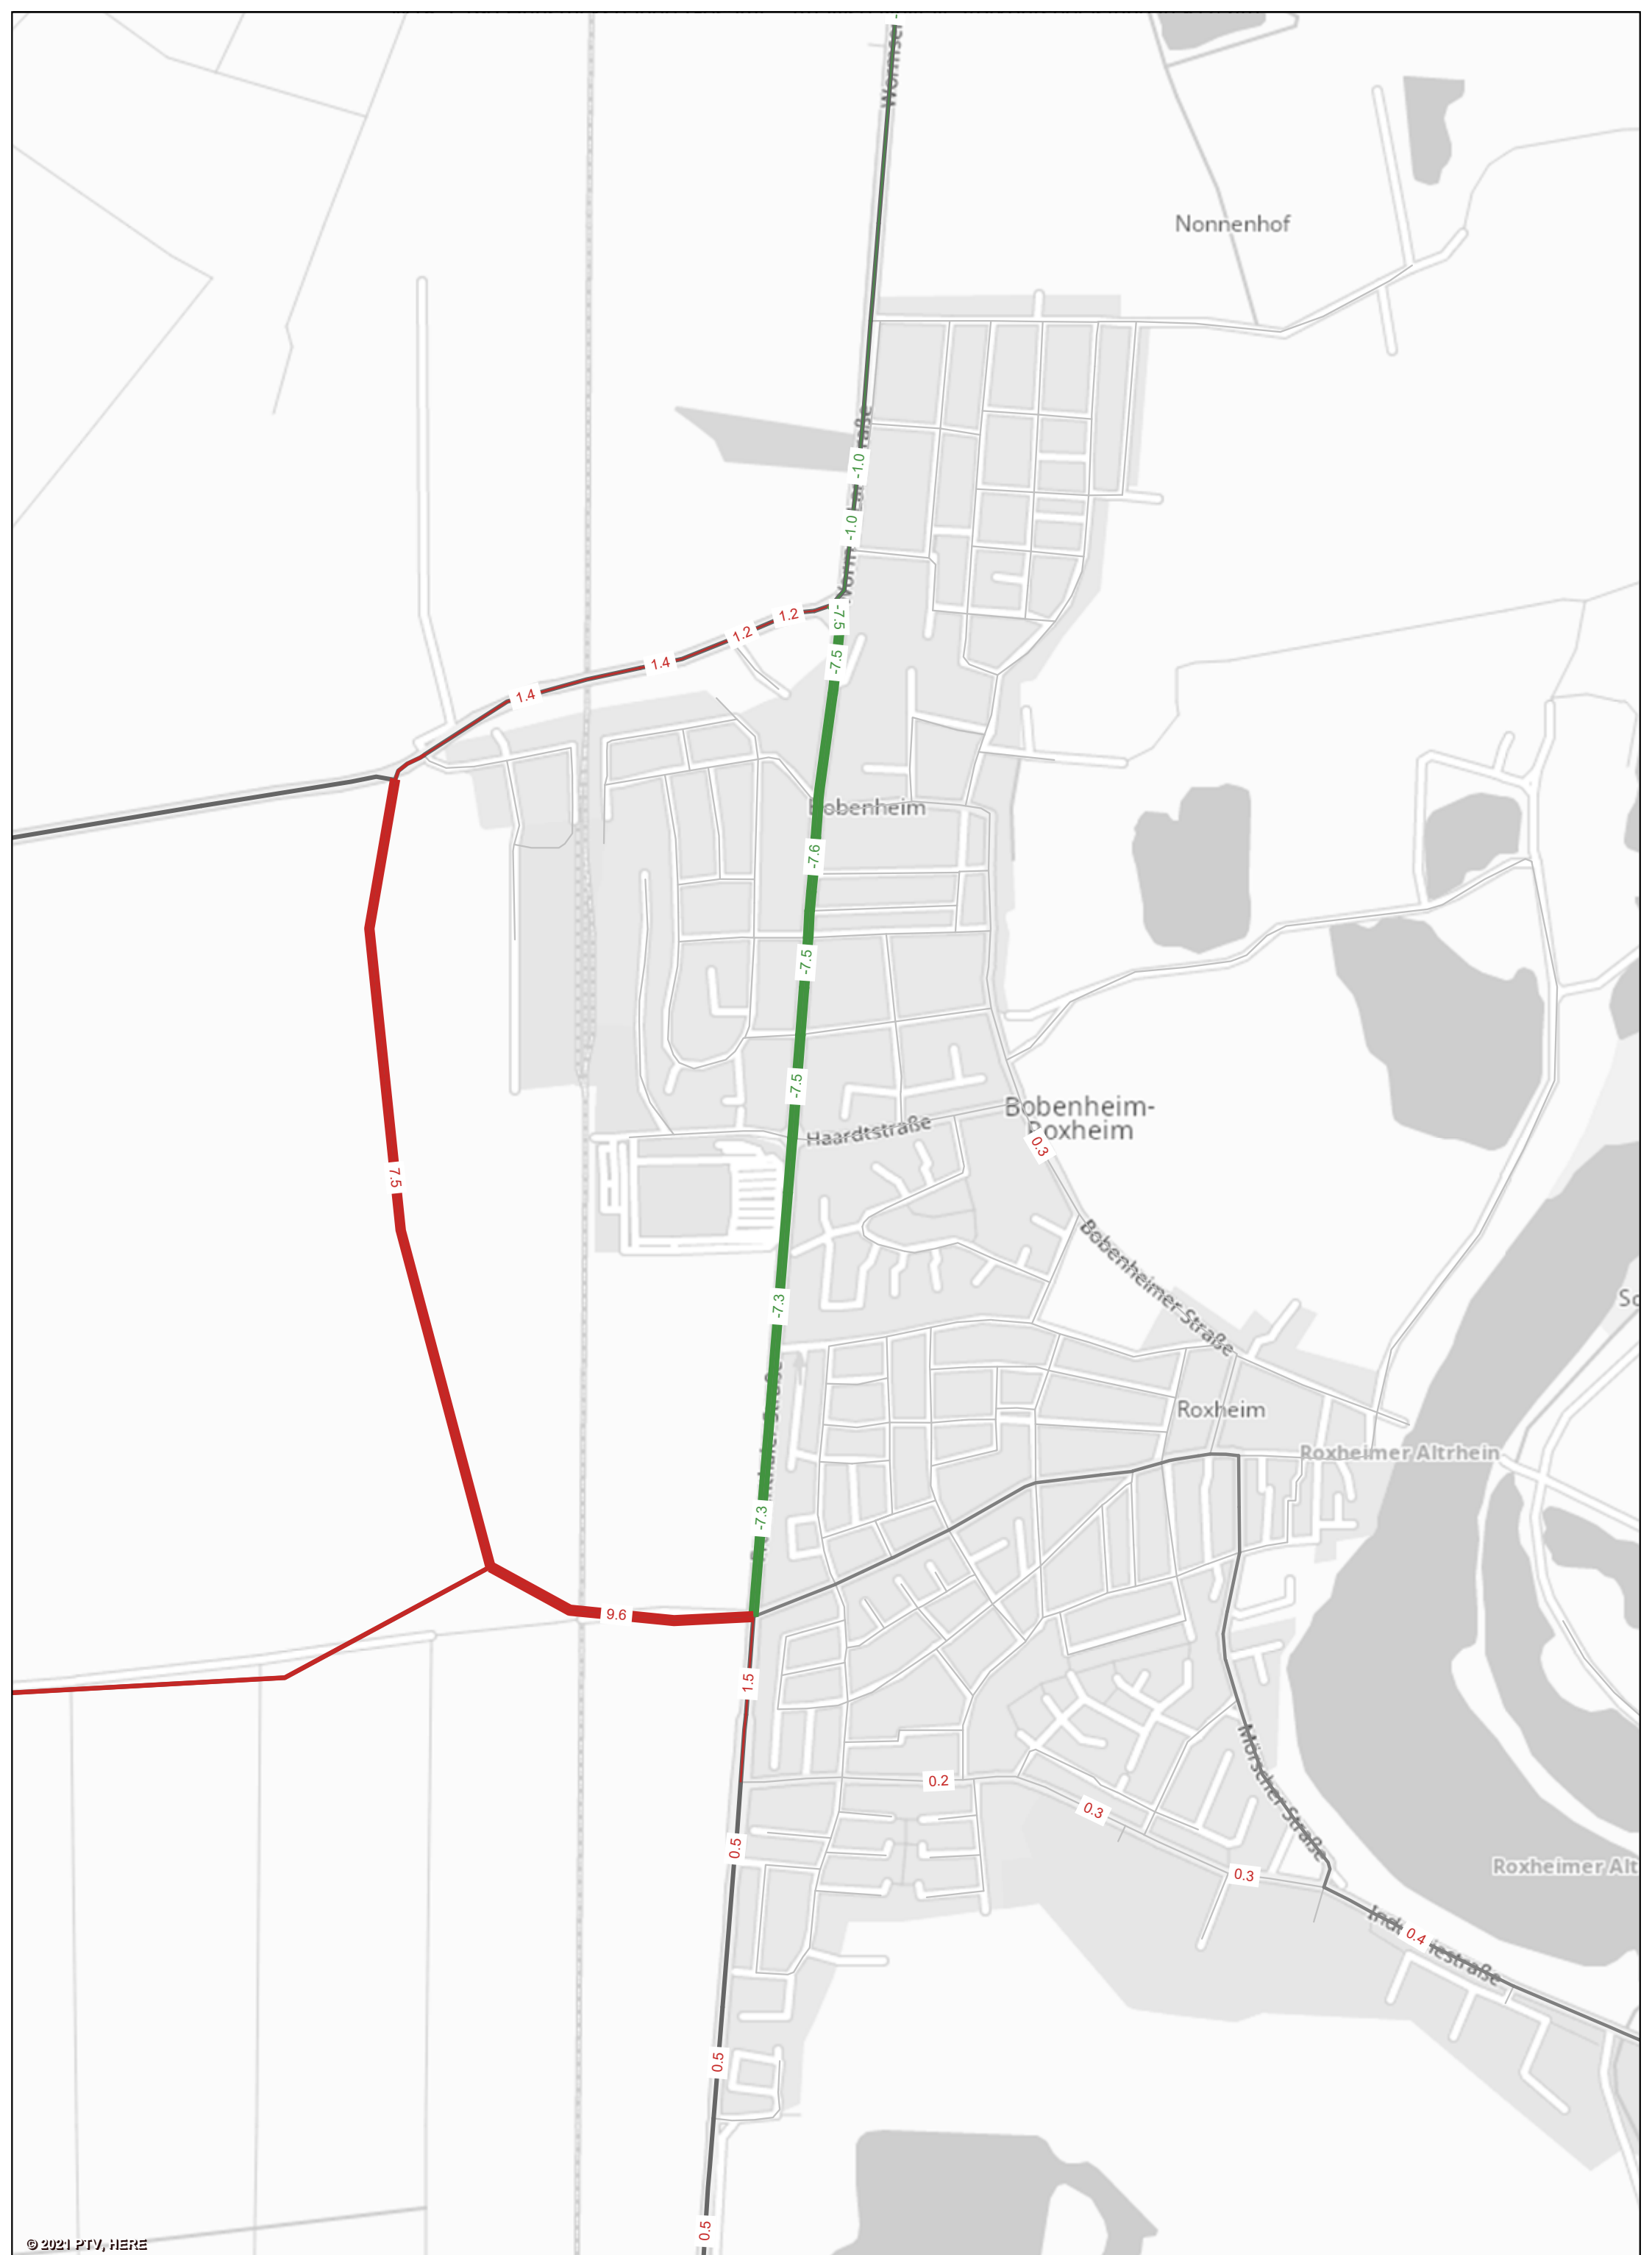 Nonnenhof
-1.0
-1.0
1.2
-7.5
1.2
1.4
-7.5
1.4
Bobenheim
-7.6
-7.5
-7.5
Bobenheim-
Roxheim
Haardtstraße
0.3
7.5
Bobenheimer Straße
-7.3
Roxheim
Roxheimer Altrhein
-7.3
9.6
1.5
Mörscher Straße
0.2
0.3
0.5
Roxheimer Alt
0.3
0.4
0.5
0.5
© 2021 PTV, HERE